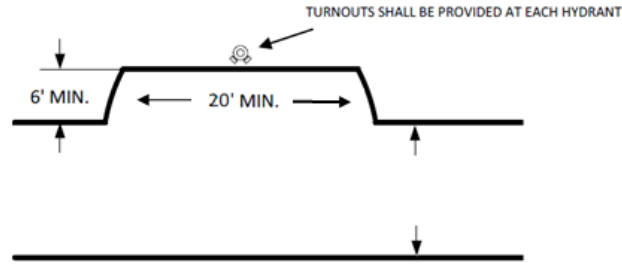 TURNOUTS SHALL BE PROVIDED AT EACH HYDRANT
6' MIN.
20' MIN.